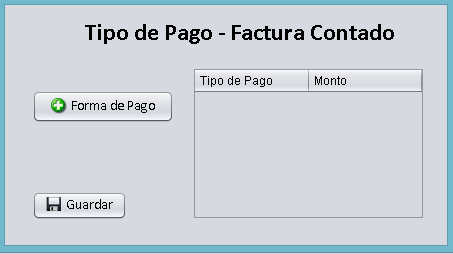 Tipo de Pago - Factura Contado
Tipo de Pago Monto
Forma de Pago
Guardar